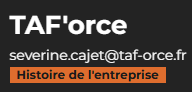 TAF'orce
severine.cajet@taf-orce.fr
Histoire de l'entreprise